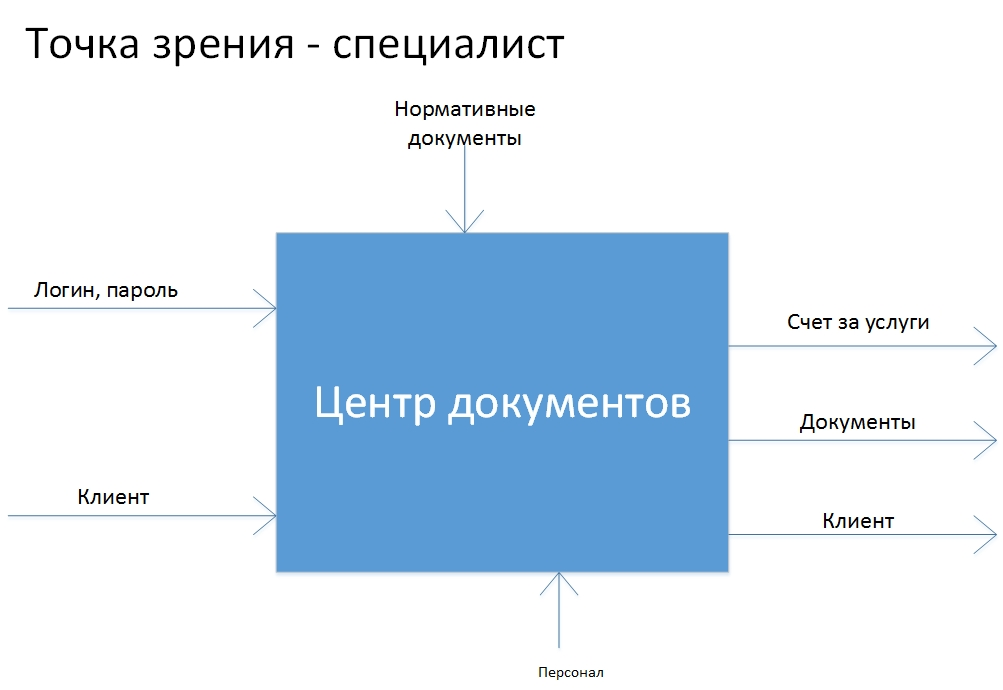 Точка зрения - специалист
Нормативные
документы
Логин, пароль
Счет за услуги
Центр документов
Документы
Клиент
Клиент
Персонал